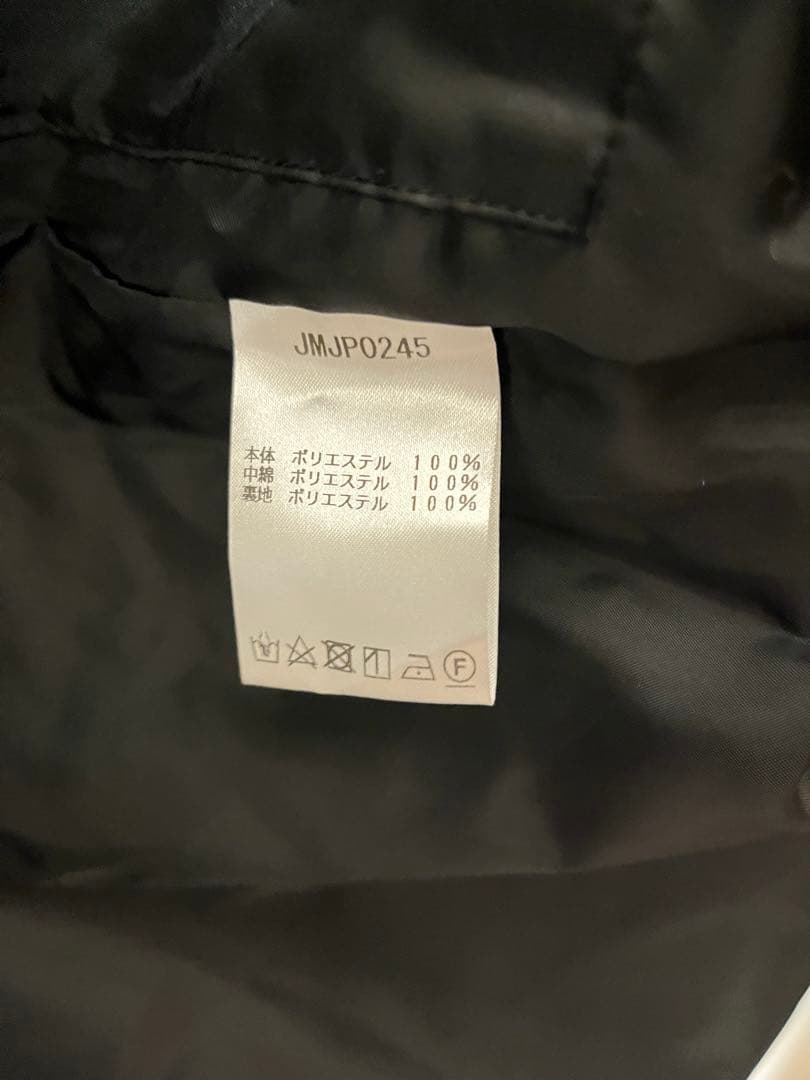 JMJP0245
本体 ポリエステル 100%
中綿 ポリエステル 100%
裏地 ポリエステル 100%
F